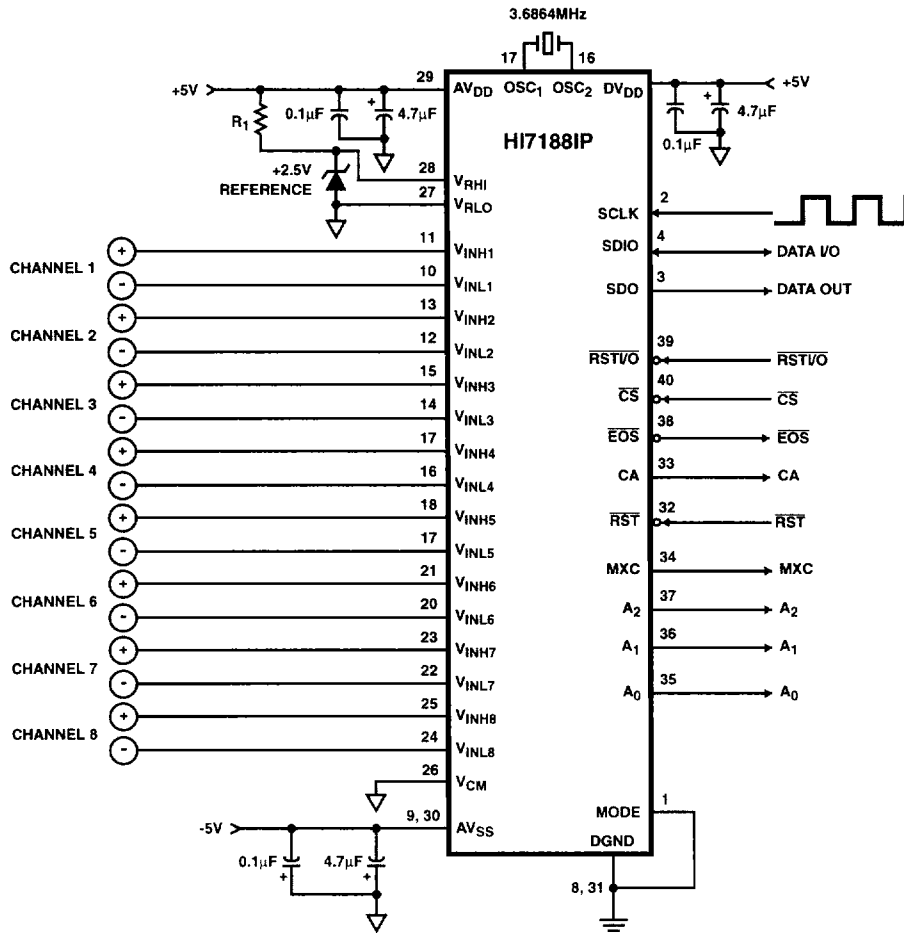 3.6864MHz
17 16
29
+5V AVDD OSC1 OSC2 DVDD +5V
R1 0.1µF + 4.7µF
+ 4.7µF
0.1µF
HI7188IP
+2.5V
REFERENCE
28
VRHI
27
VRLO
2
SCLK
4
SDIO DATA I/O
3
SDO DATA OUT
39
RSTI/O RSTI/O
40
CS CS
38
EOS EOS
33
CA CA
32
RST RST
34
MXC MXC
37
A2 A2
36
A1 A1
35
A0 A0
CHANNEL 1
+ 11 VINH1
- 10 VINL1
CHANNEL 2
+ 13 VINH2
- 12 VINL2
CHANNEL 3
+ 15 VINH3
- 14 VINL3
CHANNEL 4
+ 17 VINH4
- 16 VINL4
CHANNEL 5
+ 18 VINH5
- 17 VINL5
CHANNEL 6
+ 21 VINH6
- 20 VINL6
CHANNEL 7
+ 23 VINH7
- 22 VINL7
CHANNEL 8
+ 25 VINH8
- 24 VINL8
26
VCM
9, 30
-5V AVSS
0.1µF + 4.7µF +
1
MODE
DGND
8, 31